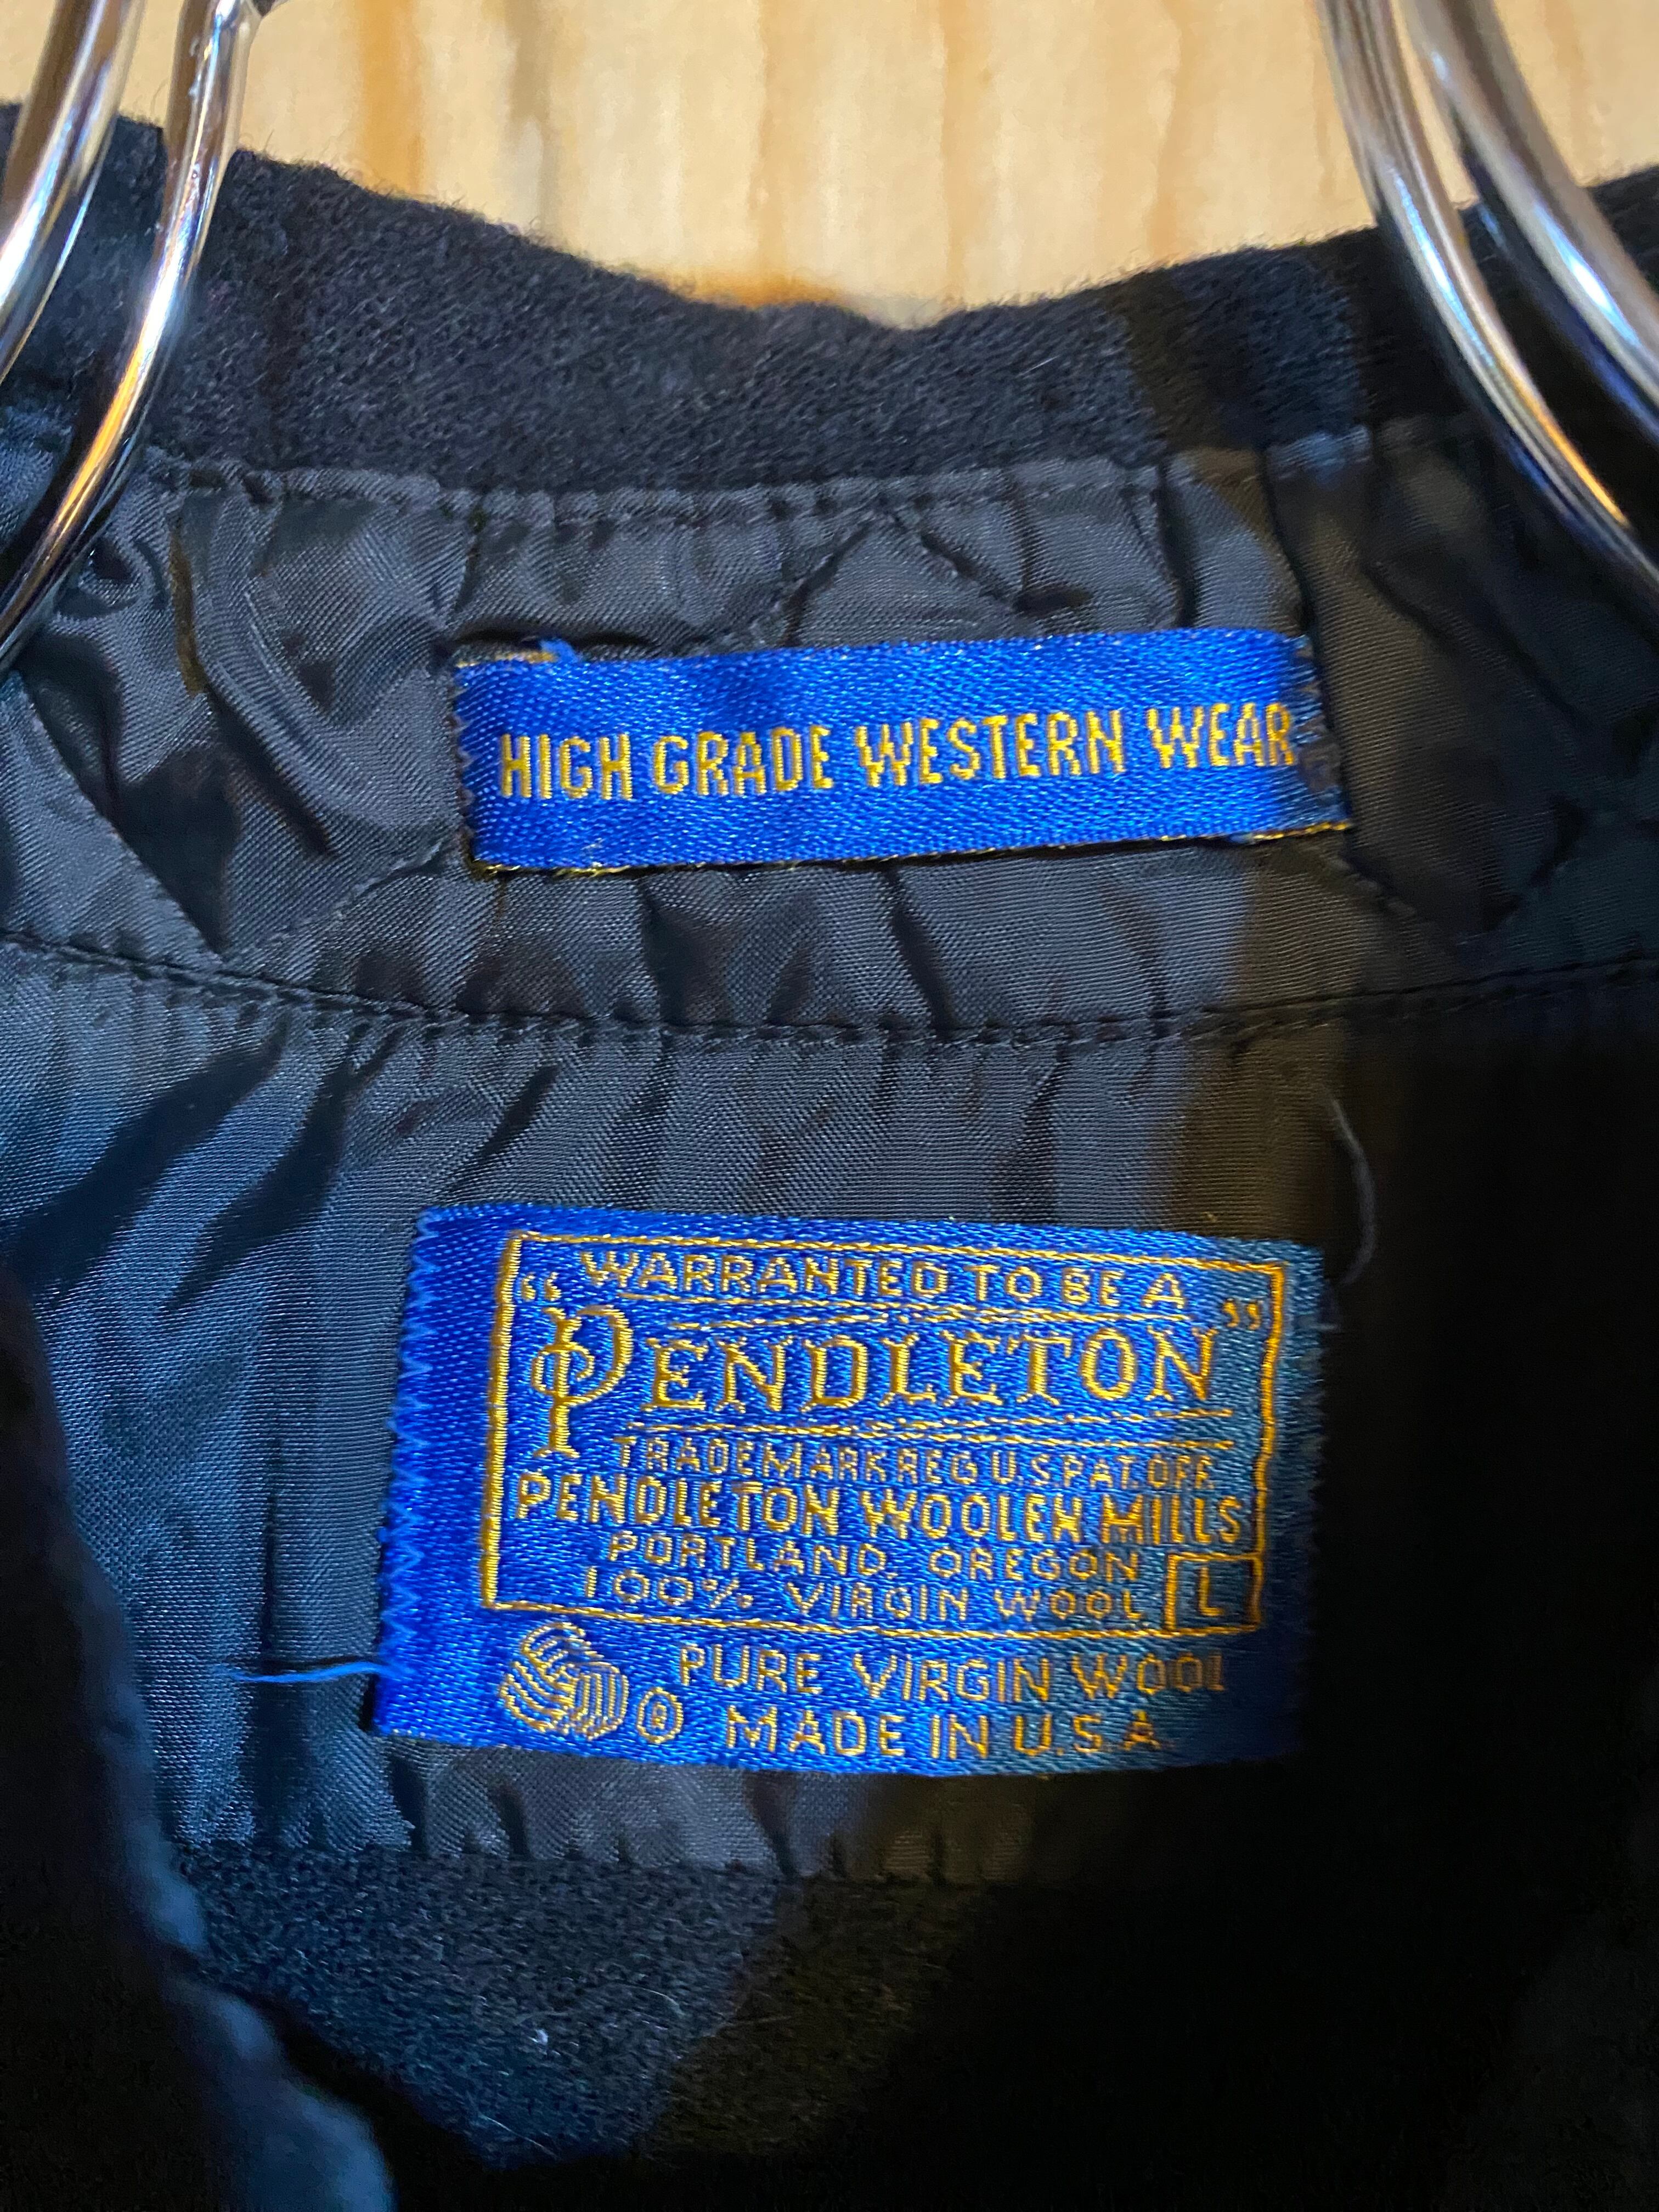 HIGH GRADE WESTERN WEAR
WARRANTED TO BE A
“PENDLETON”
TRADEMARK REG U.S. PAT. OFF.
PENDLETON WOOLEN MILLS
PORTLAND, OREGON
100% VIRGIN WOOL L
PURE VIRGIN WOOL
® MADE IN U.S.A.